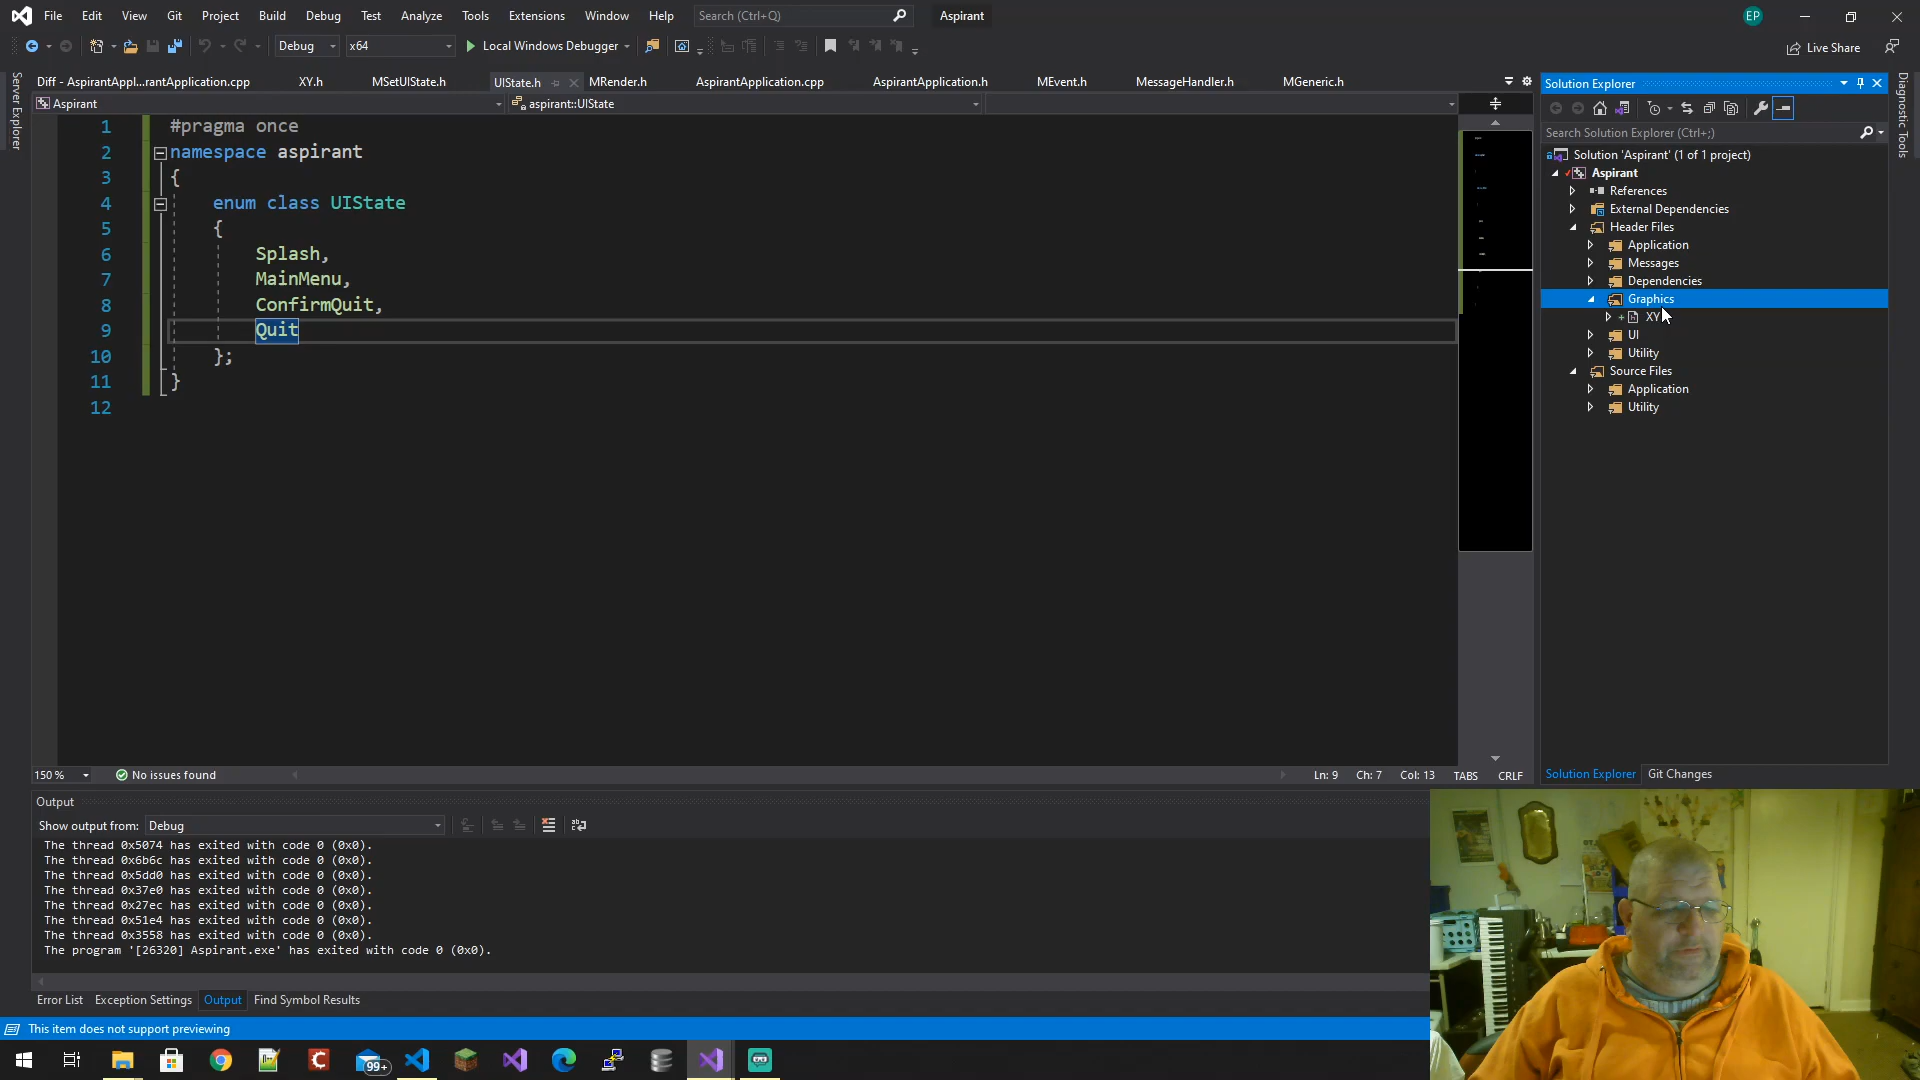 File Edit View Git Project Build Debug Test Analyze Tools Extensions Window Help Search (Ctrl+Q) Aspirant EP
Debug x64 Local Windows Debugger Live Share
Server Explorer
Diff - AspirantAppl...rantApplication.cpp XY.h MSetUIState.h UIState.h MRender.h AspirantApplication.cpp AspirantApplication.h MEvent.h MessageHandler.h MGeneric.h
Aspirant aspirant::UIState
1 #pragma once
2 namespace aspirant
3 {
4 enum class UIState
5 {
6 Splash,
7 MainMenu,
8 ConfirmQuit,
9 Quit
10 };
11 }
12
150 % No issues found Ln: 9 Ch: 7 Col: 13 TABS CRLF
Solution Explorer
Search Solution Explorer (Ctrl+;)
Solution 'Aspirant' (1 of 1 project)
Aspirant
References
External Dependencies
Header Files
Application
Messages
Dependencies
Graphics
XY
UI
Utility
Source Files
Application
Utility
Solution Explorer Git Changes
Diagnostic Tools
Output
Show output from: Debug
The thread 0x5074 has exited with code 0 (0x0).
The thread 0x6b6c has exited with code 0 (0x0).
The thread 0x5dd0 has exited with code 0 (0x0).
The thread 0x37e0 has exited with code 0 (0x0).
The thread 0x27ec has exited with code 0 (0x0).
The thread 0x51e4 has exited with code 0 (0x0).
The thread 0x3558 has exited with code 0 (0x0).
The program '[26320] Aspirant.exe' has exited with code 0 (0x0).
Error List Exception Settings Output Find Symbol Results
This item does not support previewing
99+